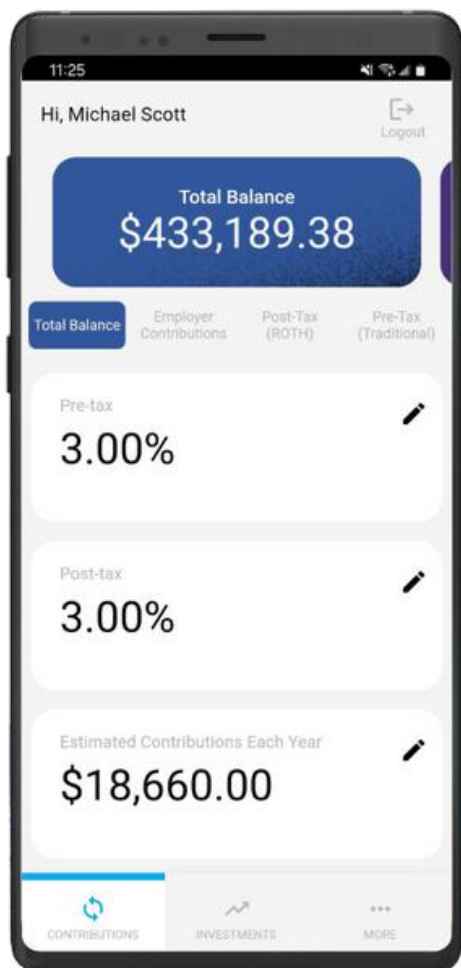 11:25
Hi, Michael Scott
Logout
Total Balance
$433,189.38
Total Balance
Employer
Contributions
Post-Tax
(ROTH)
Pre-Tax
(Traditional)
Pre-tax
3.00%
Post-tax
3.00%
Estimated Contributions Each Year
$18,660.00
CONTRIBUTIONS
INVESTMENTS
MORE